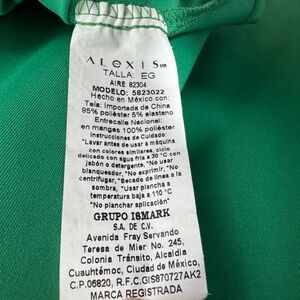 ALEXIS MR
TALLA: EG
AIRE 82304
MODELO: 5823022
Hecho en México con:
Tela: Importada de China
95% poliéster 5% elastano
Entrecalle Nacional:
en mangas 100% poliéster
Instrucciones de cuidado:
*Lavar antes de usar a máquina
con colores similares, ciclo
delicado con agua fría a 30 °C con
jabón o detergente, *No usar
blanqueador, *No exprimir, *No
centrifugar, *Secado de línea a la
sombra, *Usar plancha a
temperatura baja a 110 °C
*No planchar aplicación*
GRUPO I8MARK
S.A. DE C.V.
Avenida Fray Servando
Teresa de Mier No. 245,
Colonia Tránsito, Alcaldía
Cuauhtémoc, Ciudad de México,
C.P.06820, R.F.C.GIS870727AK2
MARCA REGISTRADA